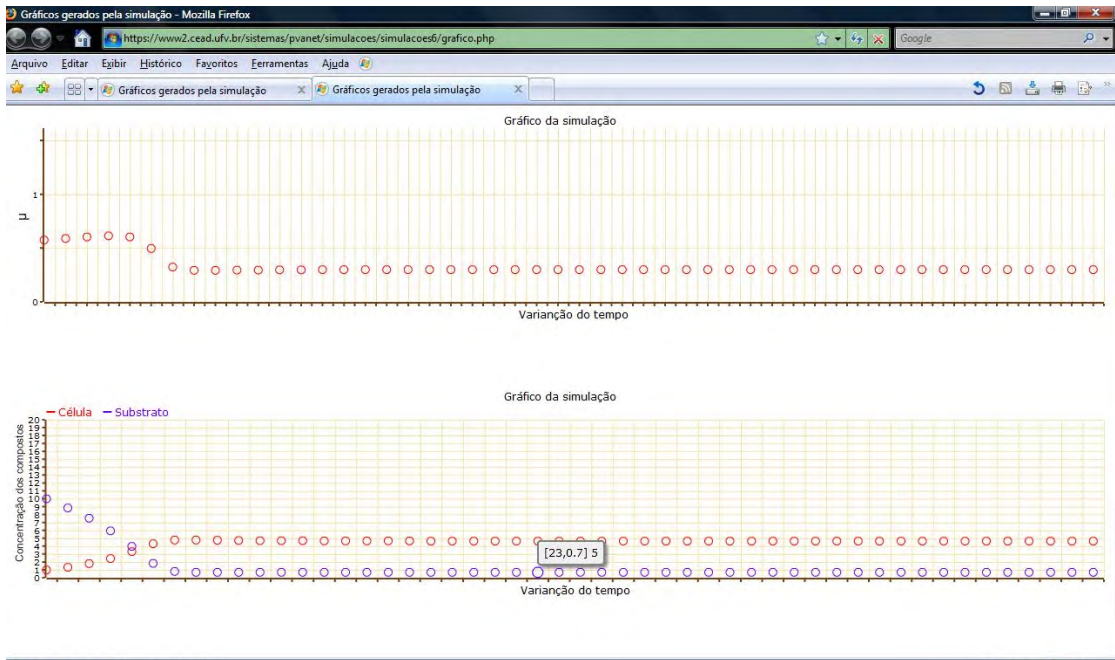 Gráficos gerados pela simulação - Mozilla Firefox
https://www2.cead.ufv.br/sistemas/pvanet/simulacoes/simulacoes6/grafico.php
Google
Arquivo Editar Exibir Histórico Favoritos Ferramentas Ajuda
Gráficos gerados pela simulação
Gráficos gerados pela simulação
Gráfico da simulação
1
µ
0
Varianção do tempo
Gráfico da simulação
Célula
Substrato
Concentração dos compostos
20
19
18
17
16
15
14
13
12
11
10
9
8
7
6
5
4
3
2
1
0
[23,0.7] 5
Varianção do tempo